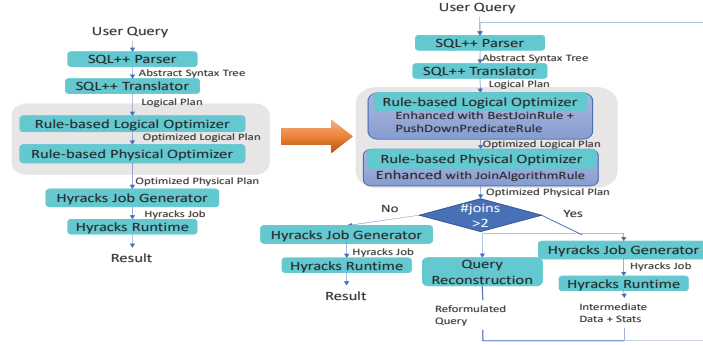 User Query
SQL++ Parser
Abstract Syntax Tree
SQL++ Translator
Logical Plan
Rule-based Logical Optimizer
Optimized Logical Plan
Rule-based Physical Optimizer
Optimized Physical Plan
Hyracks Job Generator
Hyracks Job
Hyracks Runtime
Result
User Query
SQL++ Parser
Abstract Syntax Tree
SQL++ Translator
Logical Plan
Rule-based Logical Optimizer
Enhanced with BestJoinRule +
PushDownPredicateRule
Optimized Logical Plan
Rule-based Physical Optimizer
Enhanced with JoinAlgorithmRule
Optimized Physical Plan
#joins
>2
No
Yes
Hyracks Job Generator
Hyracks Job
Hyracks Runtime
Result
Query
Reconstruction
Reformulated
Query
Hyracks Job Generator
Hyracks Job
Hyracks Runtime
Intermediate
Data + Stats